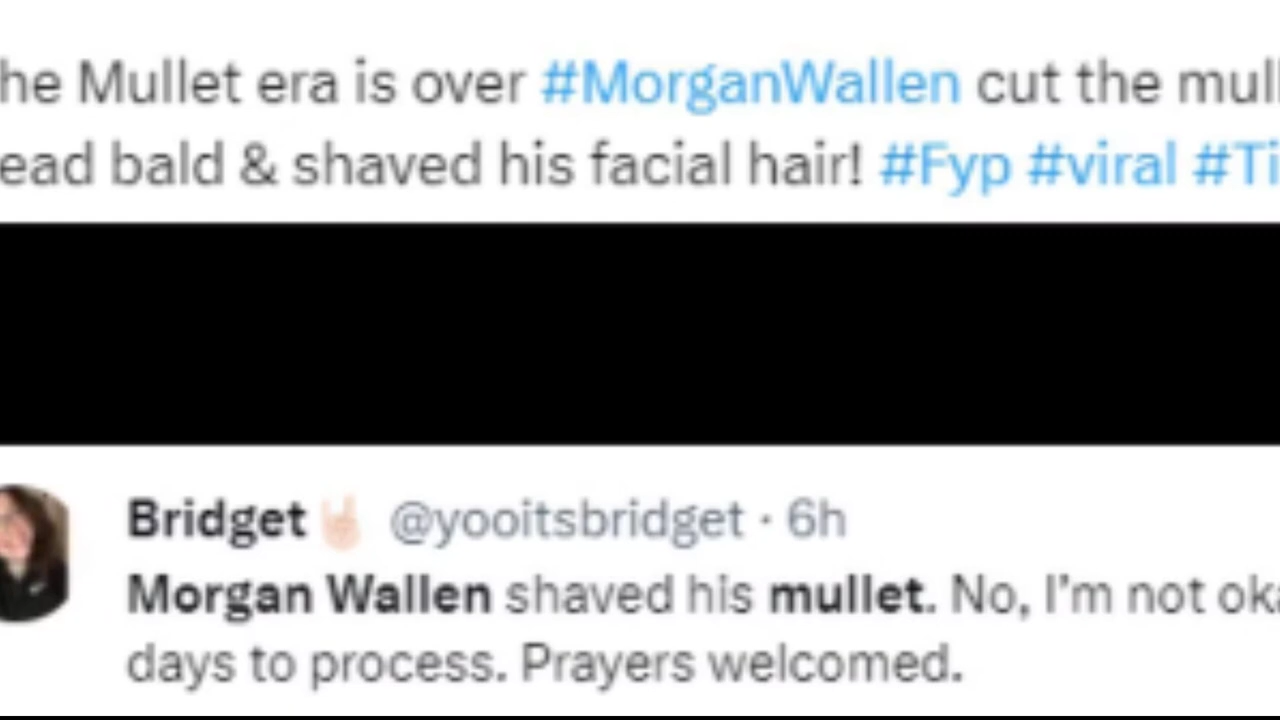 he Mullet era is over #MorganWallen cut the mull
ead bald & shaved his facial hair! #Fyp #viral #Ti
Bridget🤘🏻 @yooitsbridget · 6h
Morgan Wallen shaved his mullet. No, I'm not oka
days to process. Prayers welcomed.